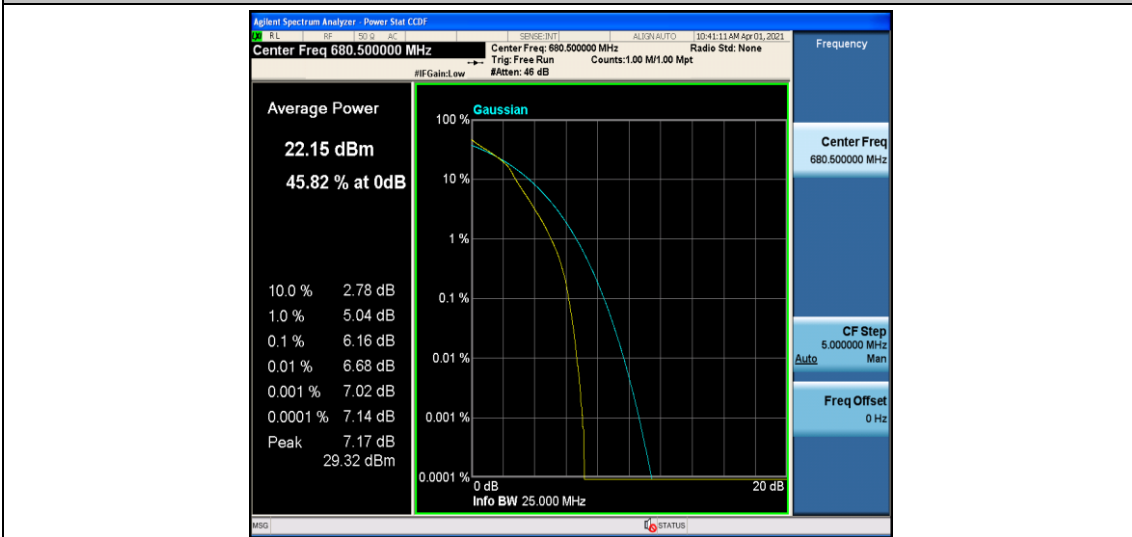 Agilent Spectrum Analyzer - Power Stat CCDF
RL RF 50 Ω AC SENSE:INT ALIGN AUTO 10:41:11 AM Apr 01, 2021
Center Freq 680.500000 MHz
Center Freq: 680.500000 MHz Radio Std: None
Trig: Free Run Counts:1.00 M/1.00 Mpt
#IFGain:Low #Atten: 46 dB
Frequency
Average Power
22.15 dBm
45.82 % at 0dB
10.0 % 2.78 dB
1.0 % 5.04 dB
0.1 % 6.16 dB
0.01 % 6.68 dB
0.001 % 7.02 dB
0.0001 % 7.14 dB
Peak 7.17 dB
29.32 dBm
Gaussian
100 %
10 %
1 %
0.1 %
0.01 %
0.001 %
0.0001 %
0 dB 20 dB
Info BW 25.000 MHz
Center Freq
680.500000 MHz
CF Step
5.000000 MHz
Auto Man
Freq Offset
0 Hz
MSG STATUS